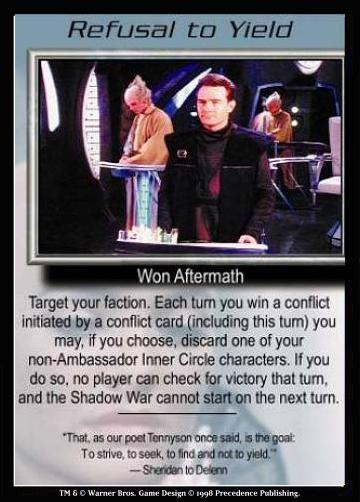 Refusal to Yield
Won Aftermath
Target your faction. Each turn you win a conflict
initiated by a conflict card (including this turn) you
may, if you choose, discard one of your
non-Ambassador Inner Circle characters. If you
do so, no player can check for victory that turn,
and the Shadow War cannot start on the next turn.
"That, as our poet Tennyson once said, is the goal:
To strive, to seek, to find and not to yield.'"
— Sheridan to Delenn
TM & © Warner Bros. Game Design © 1998 Precedence Publishing.